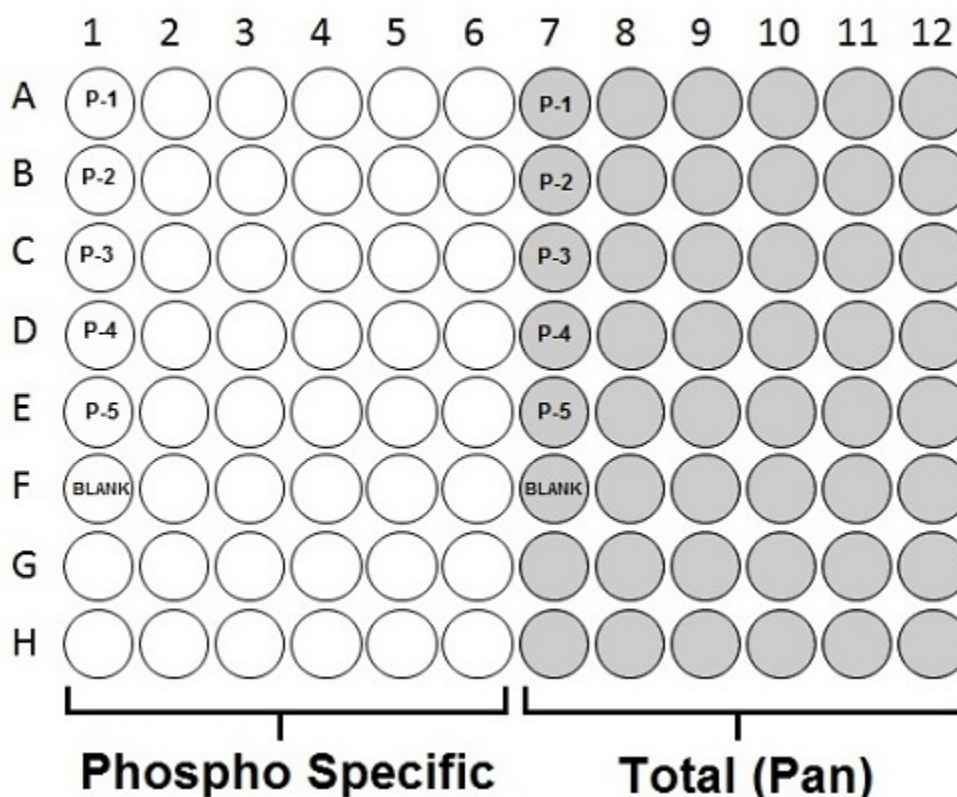 1 2 3 4 5 6 7 8 9 10 11 12
A P-1 P-1
B P-2 P-2
C P-3 P-3
D P-4 P-4
E P-5 P-5
F BLANK BLANK
G
H
Phospho Specific Total (Pan)